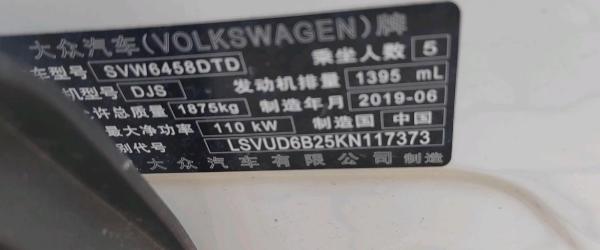 大众汽车(VOLKSWAGEN)牌 乘坐人数 5
车型号 SVW6458DTD 发动机排量 1395 mL
机型号 DJS 制造年月 2019-06
允许总质量 1875kg 制造国 中国
最大净功率 110 kW
别代号 LSVUD6B25KN117373
大众汽车有限公司 制造